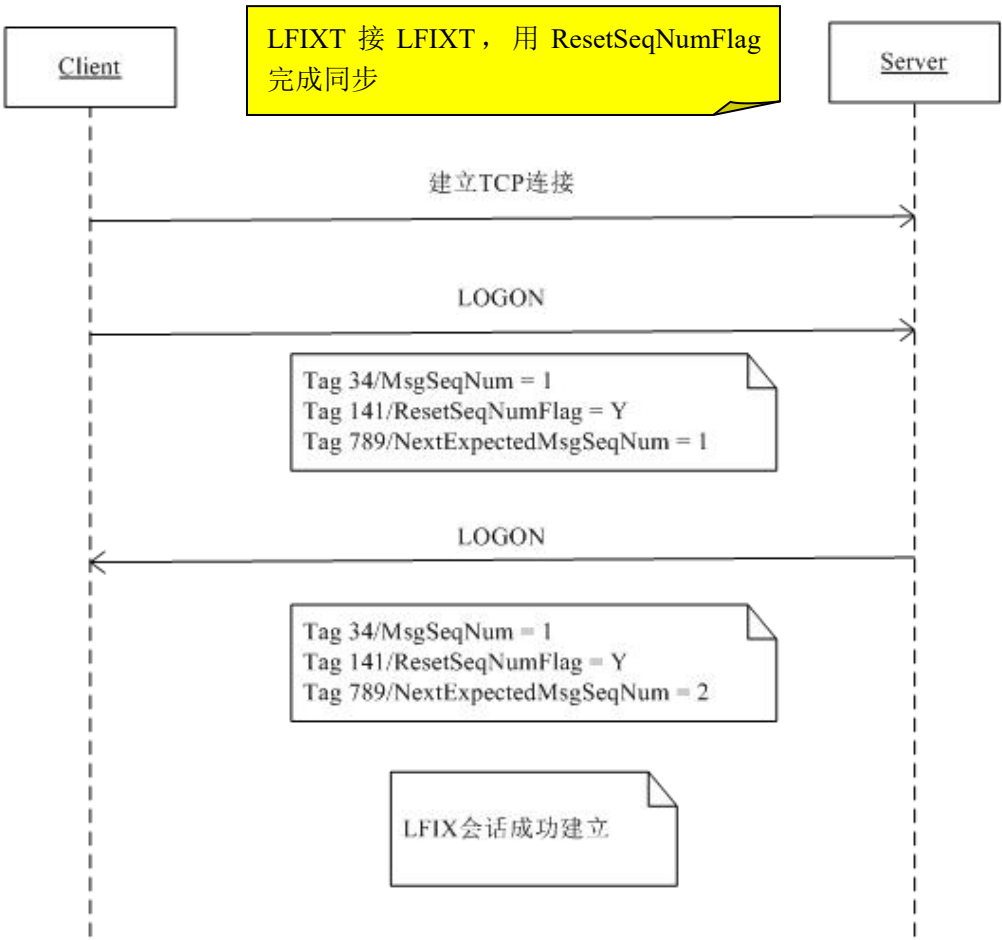 Client
LFIXT 接 LFIXT，用 ResetSeqNumFlag
完成同步
Server
建立TCP连接
LOGON
Tag 34/MsgSeqNum = 1
Tag 141/ResetSeqNumFlag = Y
Tag 789/NextExpectedMsgSeqNum = 1
LOGON
Tag 34/MsgSeqNum = 1
Tag 141/ResetSeqNumFlag = Y
Tag 789/NextExpectedMsgSeqNum = 2
LFIX会话成功建立